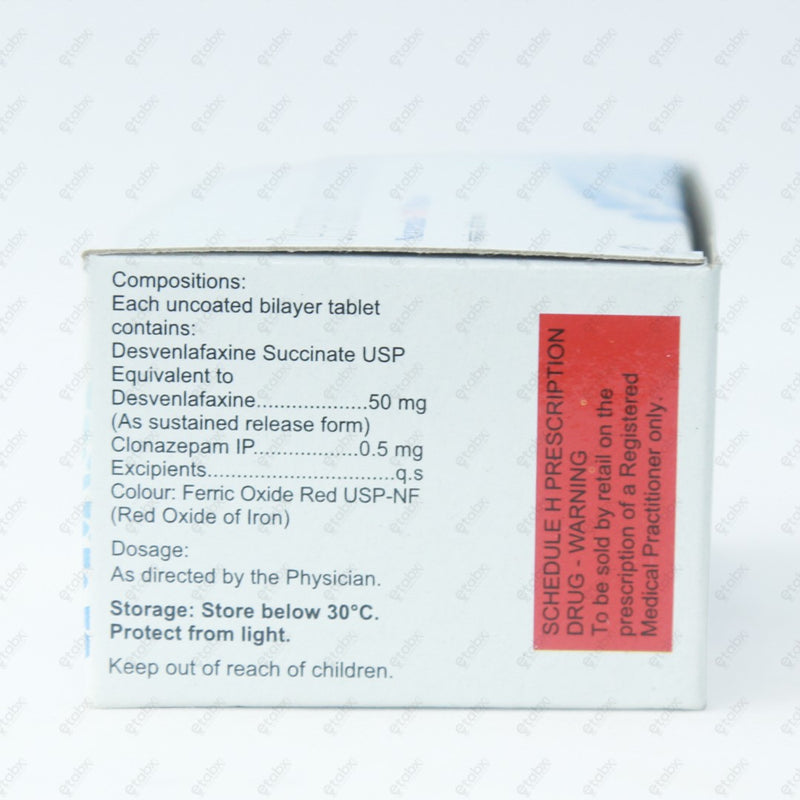 Compositions:
Each uncoated bilayer tablet
contains:
Desvenlafaxine Succinate USP
Equivalent to
Desvenlafaxine...................50 mg
(As sustained release form)
Clonazepam IP..................0.5 mg
Excipients................................q.s
Colour: Ferric Oxide Red USP-NF
(Red Oxide of Iron)
Dosage:
As directed by the Physician.
Storage: Store below 30°C.
Protect from light.
Keep out of reach of children.
SCHEDULE H PRESCRIPTION
DRUG - WARNING
To be sold by retail on the
prescription of a Registered
Medical Practitioner only.
etabx